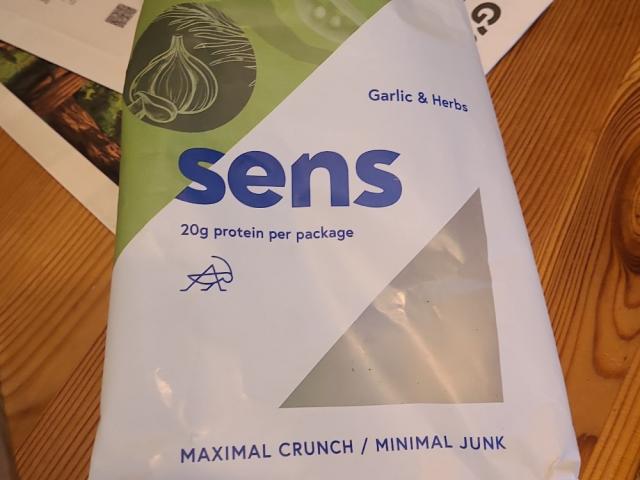 Garlic & Herbs
sens
20g protein per package
MAXIMAL CRUNCH / MINIMAL JUNK